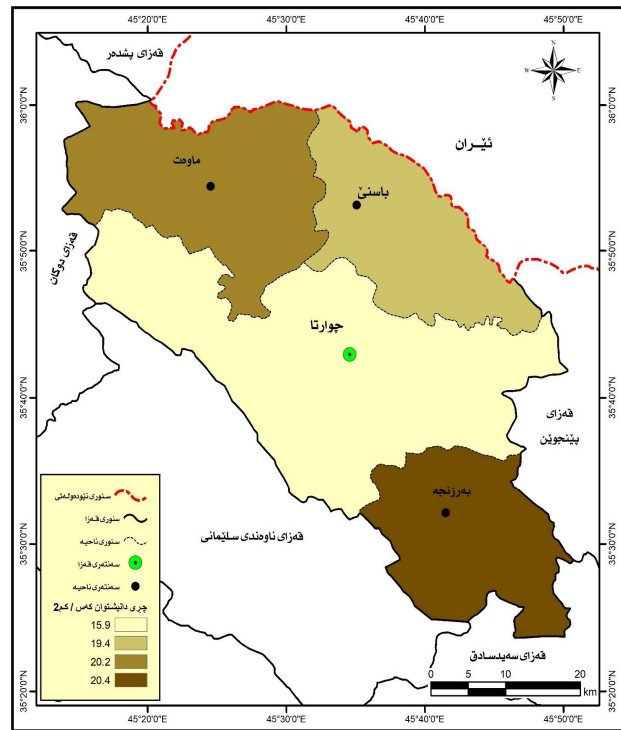 45°20'0"E
45°30'0"E
45°40'0"E
45°50'0"E
قەزای پشدەر
N
W
E
S
36°0'0"N
36°0'0"N
ئێـــران
ماوەت
باسنێ
35°50'0"N
35°50'0"N
قەزای دوکان
چوارتا
35°40'0"N
35°40'0"N
قەزای
پێنجوێن
بەرزنجە
قەزای ناوەندی سلێمانی
35°30'0"N
35°30'0"N
سنوری نێودەوڵەتی
سنوری قەزا
سنوری ناحیە
سەنتەری قەزا
سەنتەری ناحیە
چڕی دانیشتوان کەس / کم2
15.9
19.4
20.2
20.4
قەزای سەیدسادق
0
5
10
20
km
35°20'0"N
35°20'0"N
45°20'0"E
45°30'0"E
45°40'0"E
45°50'0"E